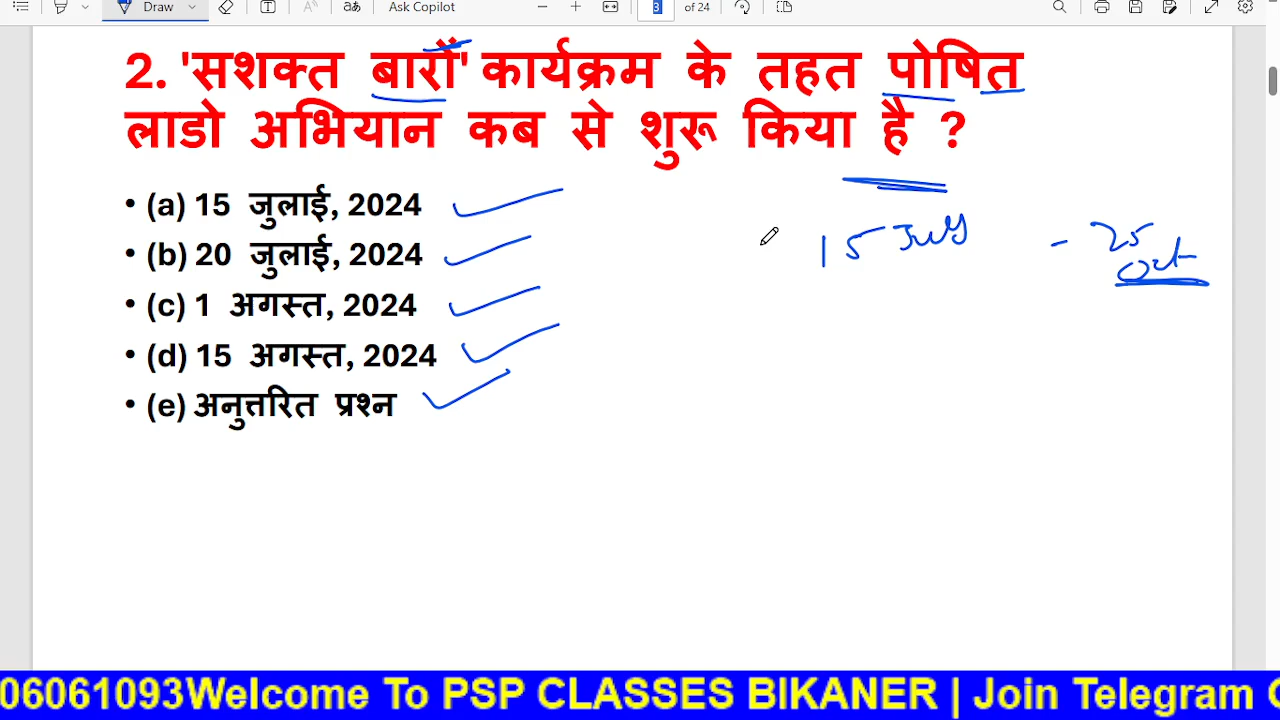 Draw
Ask Copilot
3 of 24
2. 'सशक्त बारों' कार्यक्रम के तहत पोषित
लाडो अभियान कब से शुरू किया है ?
• (a) 15 जुलाई, 2024
• (b) 20 जुलाई, 2024
• (c) 1 अगस्त, 2024
• (d) 15 अगस्त, 2024
• (e) अनुत्तरित प्रश्न
15 July - 25
Oct
06061093Welcome To PSP CLASSES BIKANER | Join Telegram